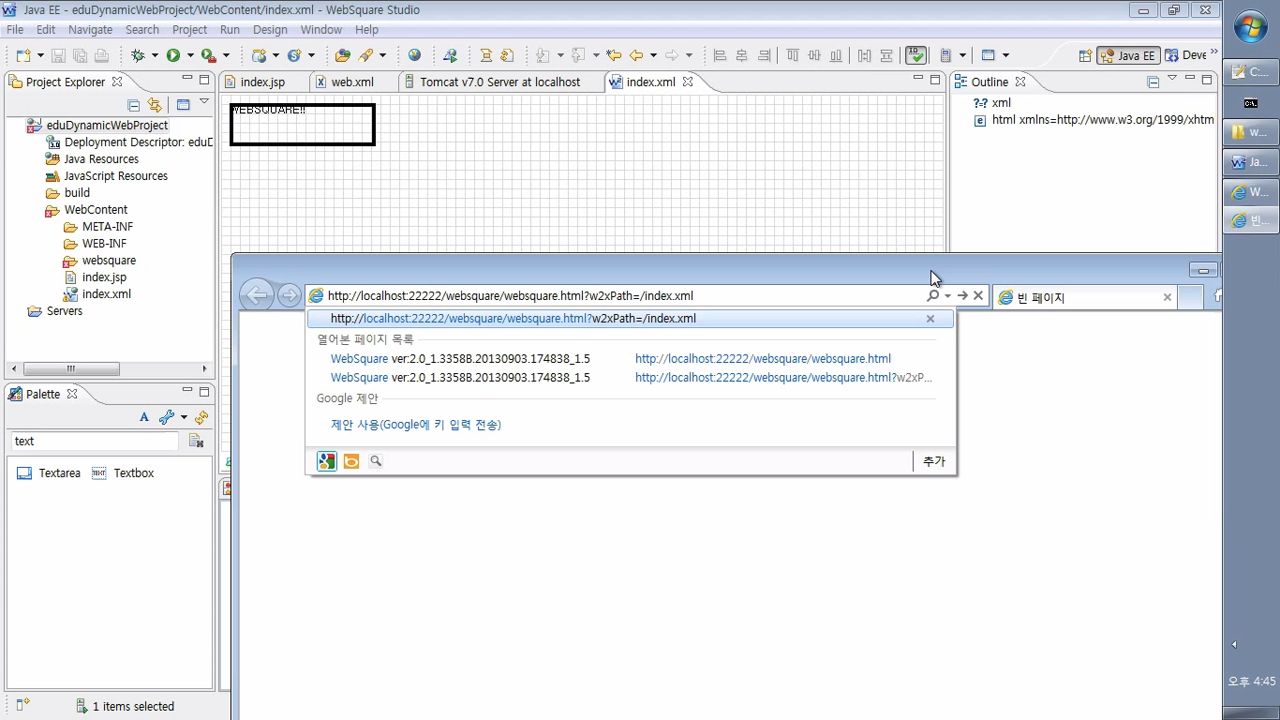 Java EE - eduDynamicWebProject/WebContent/index.xml - WebSquare Studio
File Edit Navigate Search Project Run Design Window Help
Java EE
Deve
Project Explorer
eduDynamicWebProject
Deployment Descriptor: eduD
Java Resources
JavaScript Resources
build
WebContent
META-INF
WEB-INF
websquare
index.jsp
index.xml
Servers
Palette
text
Textarea Textbox
1 items selected
index.jsp web.xml Tomcat v7.0 Server at localhost index.xml
WEBSQUARE!!
Outline
xml
html xmlns=http://www.w3.org/1999/xhtm
http://localhost:22222/websquare/websquare.html?w2xPath=/index.xml
빈 페이지
http://localhost:22222/websquare/websquare.html?w2xPath=/index.xml
열어본 페이지 목록
WebSquare ver:2.0_1.3358B.20130903.174838_1.5 http://localhost:22222/websquare/websquare.html
WebSquare ver:2.0_1.3358B.20130903.174838_1.5 http://localhost:22222/websquare/websquare.html?w2xP...
Google 제안
제안 사용(Google에 키 입력 전송)
추가
C...
w...
Ja...
W...
빈...
오후 4:45